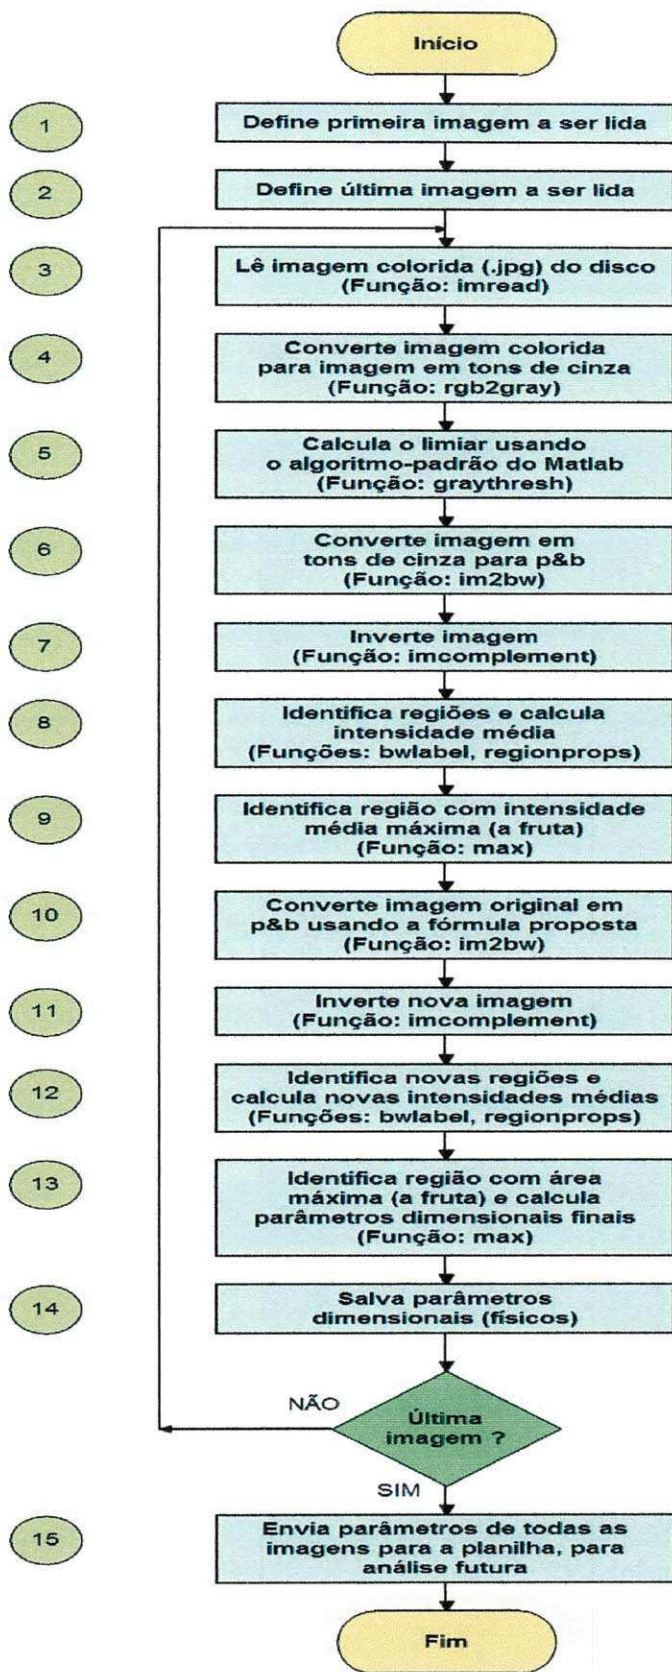 Início
1
Define primeira imagem a ser lida
2
Define última imagem a ser lida
3
Lê imagem colorida (.jpg) do disco
(Função: imread)
4
Converte imagem colorida
para imagem em tons de cinza
(Função: rgb2gray)
5
Calcula o limiar usando
o algoritmo-padrão do Matlab
(Função: graythresh)
6
Converte imagem em
tons de cinza para p&b
(Função: im2bw)
7
Inverte imagem
(Função: imcomplement)
8
Identifica regiões e calcula
intensidade média
(Funções: bwlabel, regionprops)
9
Identifica região com intensidade
média máxima (a fruta)
(Função: max)
10
Converte imagem original em
p&b usando a fórmula proposta
(Função: im2bw)
11
Inverte nova imagem
(Função: imcomplement)
12
Identifica novas regiões e
calcula novas intensidades médias
(Funções: bwlabel, regionprops)
13
Identifica região com área
máxima (a fruta) e calcula
parâmetros dimensionais finais
(Função: max)
14
Salva parâmetros
dimensionais (físicos)
NÃO
Última
imagem ?
SIM
15
Envia parâmetros de todas as
imagens para a planilha, para
análise futura
Fim